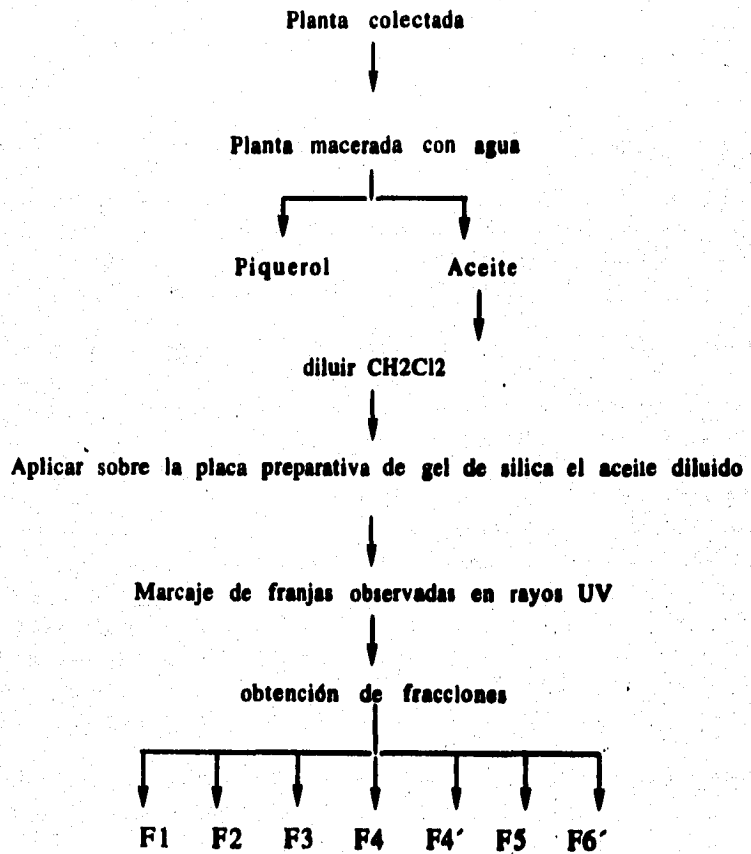 Planta colectada
Planta macerada con agua
Piquerol Aceite
diluir CH2Cl2
Aplicar sobre la placa preparativa de gel de silica el aceite diluido
Marcaje de franjas observadas en rayos UV
obtención de fracciones
F1 F2 F3 F4 F4´ F5 F6´